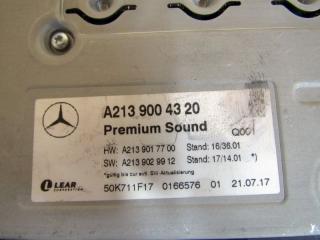 A213 900 43 20
Premium Sound Q001
HW: A213 901 77 00 Stand: 16/36.01
SW: A213 902 99 12 Stand: 17/14.01 *)
*)gültig bis zur evtl. SW-Aktualisierung
LEAR
CORPORATION
50K711F17 0166576 01 21.07.17